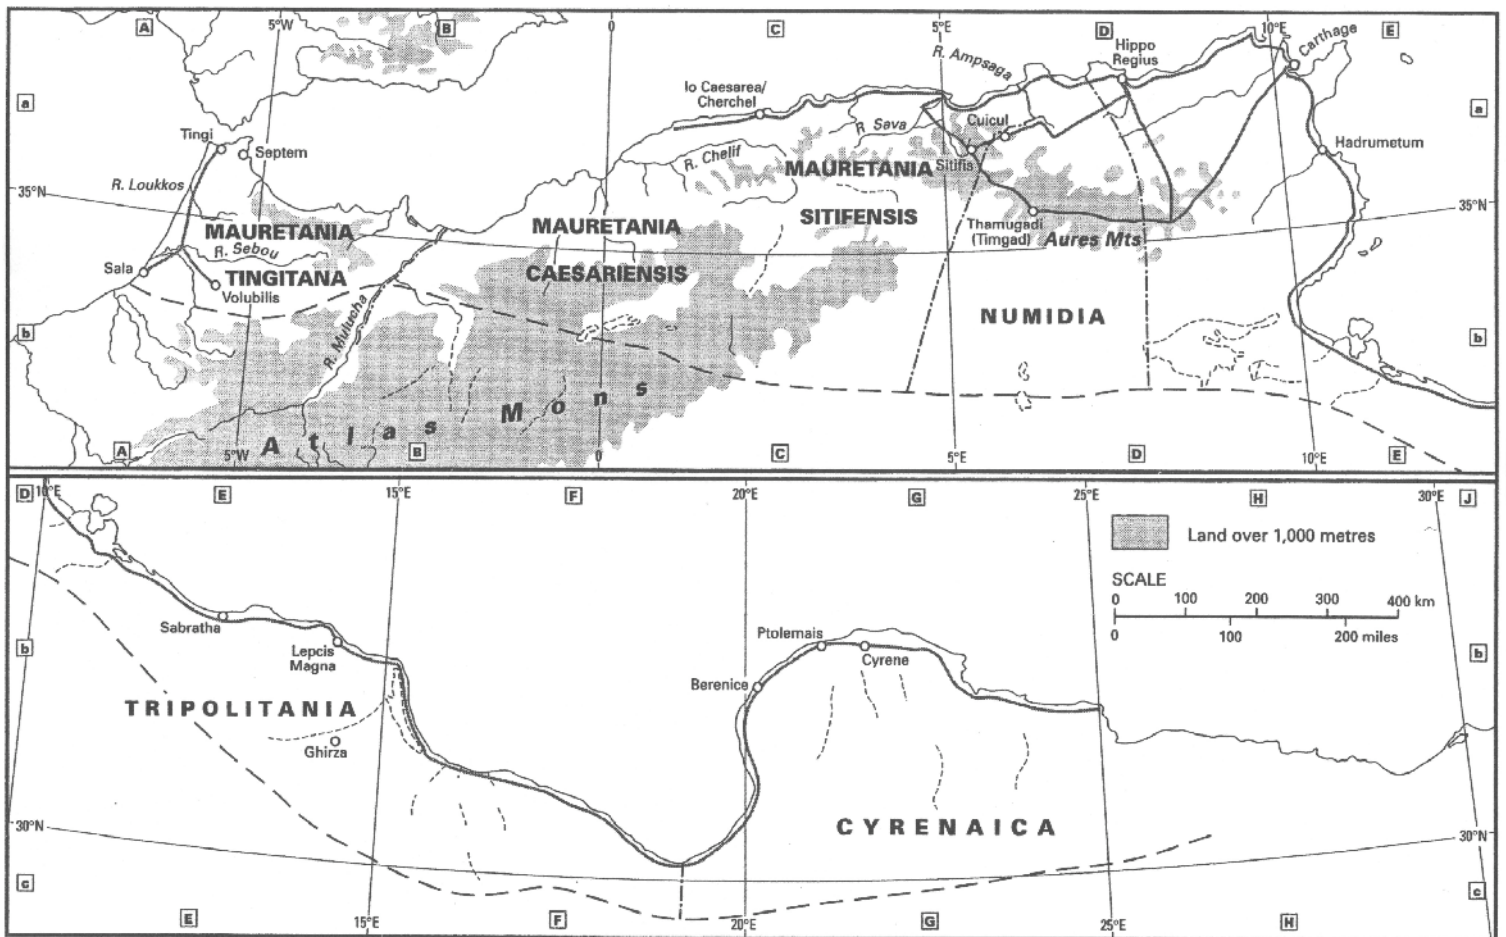 A
5°W
B
0
C
5°E
D
10°E
E
R. Ampsaga
Hippo
Regius
Carthage
a
Io Caesarea/
Cherchel
a
Tingi
Septem
R. Sava
Cuicul
Hadrumetum
R. Chelif
MAURETANIA
Sitifis
R. Loukkos
35°N
35°N
MAURETANIA
MAURETANIA
SITIFENSIS
Thamugadi
(Timgad)
Aures Mts
R. Sebou
Sala
TINGITANA
CAESARIENSIS
Volubilis
R. Mulucha
NUMIDIA
b
b
Atlas Mons
A
5°W
B
0
C
5°E
D
10°E
E
D
10°E
E
15°E
F
20°E
G
25°E
H
30°E
J
Land over 1,000 metres
SCALE
0 100 200 300 400 km
0 100 200 miles
Sabratha
Ptolemais
b
Lepcis
Magna
Cyrene
b
Berenice
TRIPOLITANIA
Ghirza
30°N
CYRENAICA
30°N
c
c
E
15°E
F
20°E
G
25°E
H